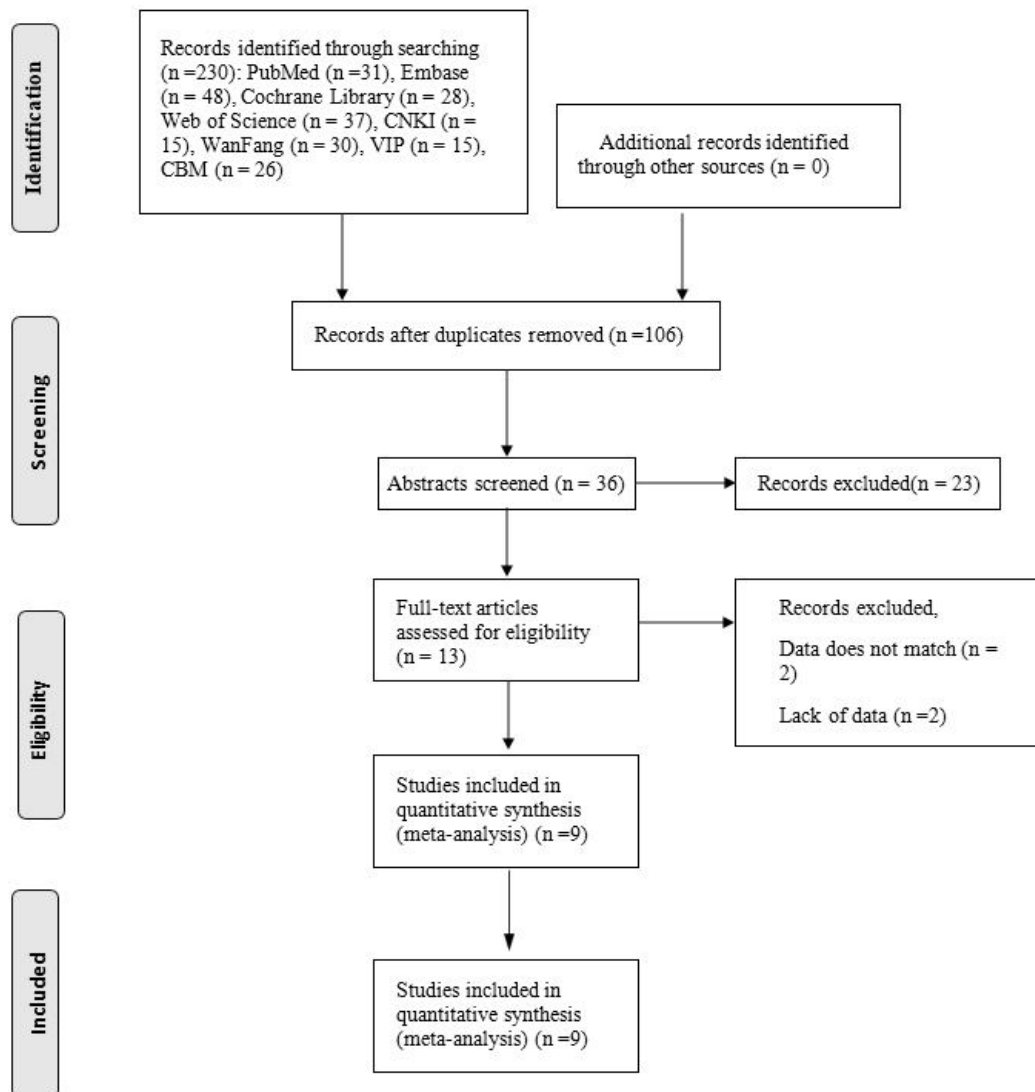 Identification
Records identified through searching
(n =230): PubMed (n =31), Embase
(n = 48), Cochrane Library (n = 28),
Web of Science (n = 37), CNKI (n =
15), WanFang (n = 30), VIP (n = 15),
CBM (n = 26)
Additional records identified
through other sources (n = 0)
Screening
Records after duplicates removed (n =106)
Abstracts screened (n = 36)
Records excluded(n = 23)
Eligibility
Full-text articles
assessed for eligibility
(n = 13)
Records excluded,
Data does not match (n =
2)
Lack of data (n =2)
Studies included in
quantitative synthesis
(meta-analysis) (n =9)
Included
Studies included in
quantitative synthesis
(meta-analysis) (n =9)